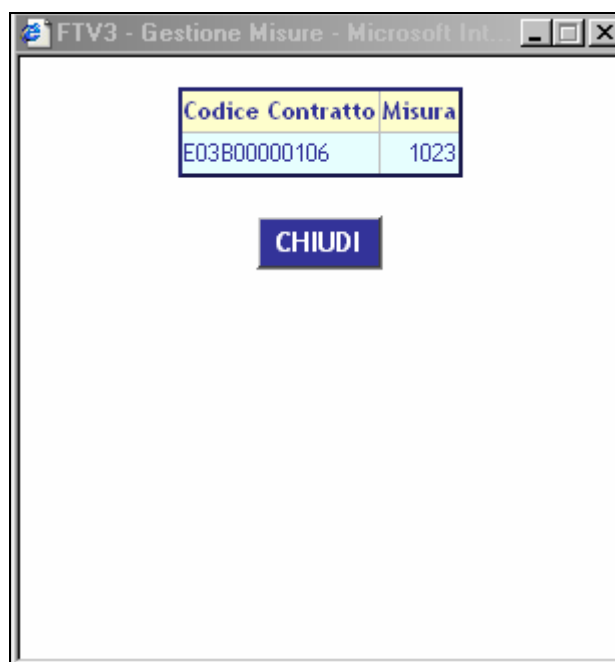 FTV3 - Gestione Misure - Microsoft Int...
Codice Contratto Misura
E03B00000106 1023
CHIUDI